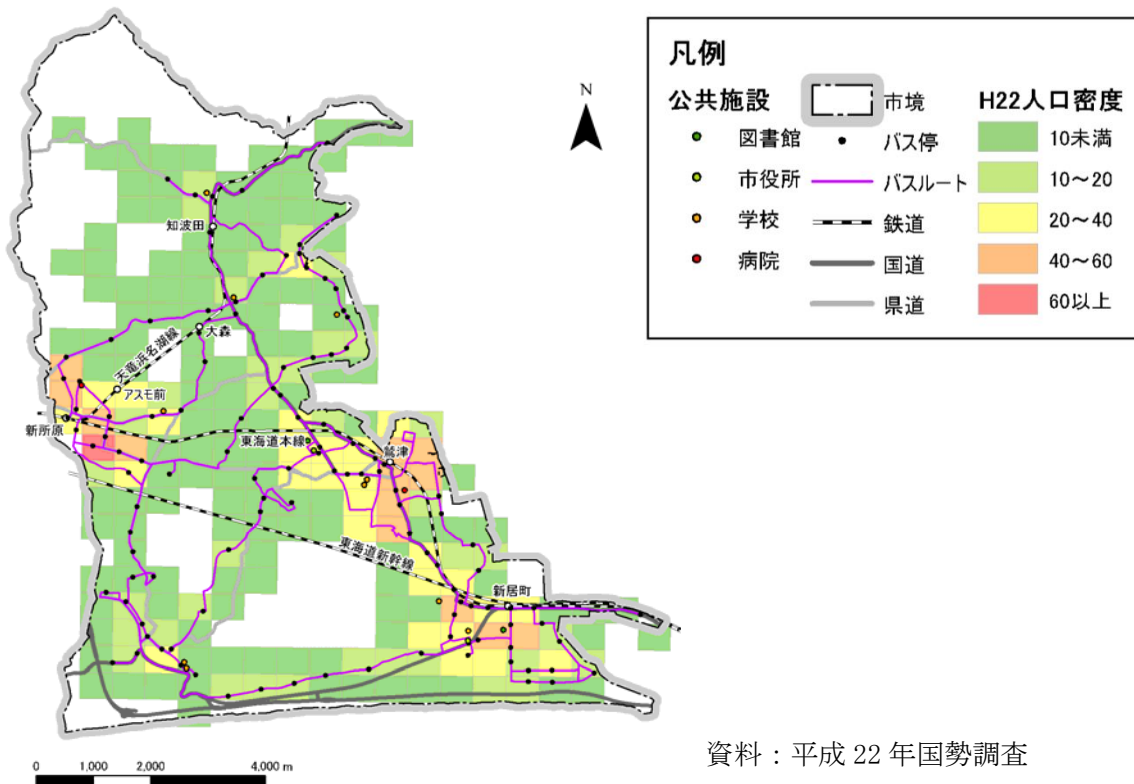 凡例
公共施設
図書館
市役所
学校
病院
市境
バス停
バスルート
鉄道
国道
県道
H22人口密度
10未満
10～20
20～40
40～60
60以上
N
知波田
大森
天竜浜名湖線
アスモ前
新所原
東海道本線
鷲津
東海道新幹線
新居町
0 1,000 2,000 4,000 m
資料：平成 22 年国勢調査